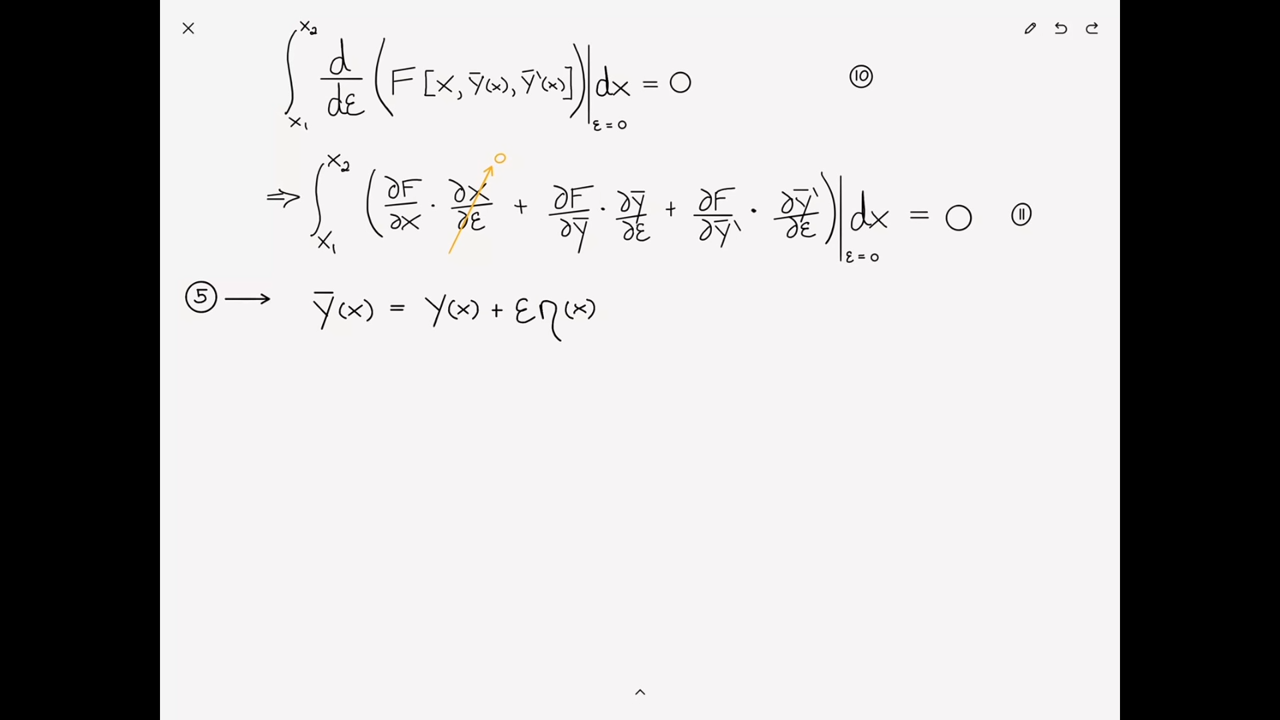 ∫_{x₁}^{x₂} d/dε (F[x, ȳ(x), ȳ'(x)])|_{ε=0} dx = 0 ⑩
⇒ ∫_{x₁}^{x₂} (∂F/∂x · ∂x/∂ε + ∂F/∂ȳ · ∂ȳ/∂ε + ∂F/∂ȳ' · ∂ȳ'/∂ε)|_{ε=0} dx = 0 ⑪
0
⑤ → ȳ(x) = y(x) + εη(x)